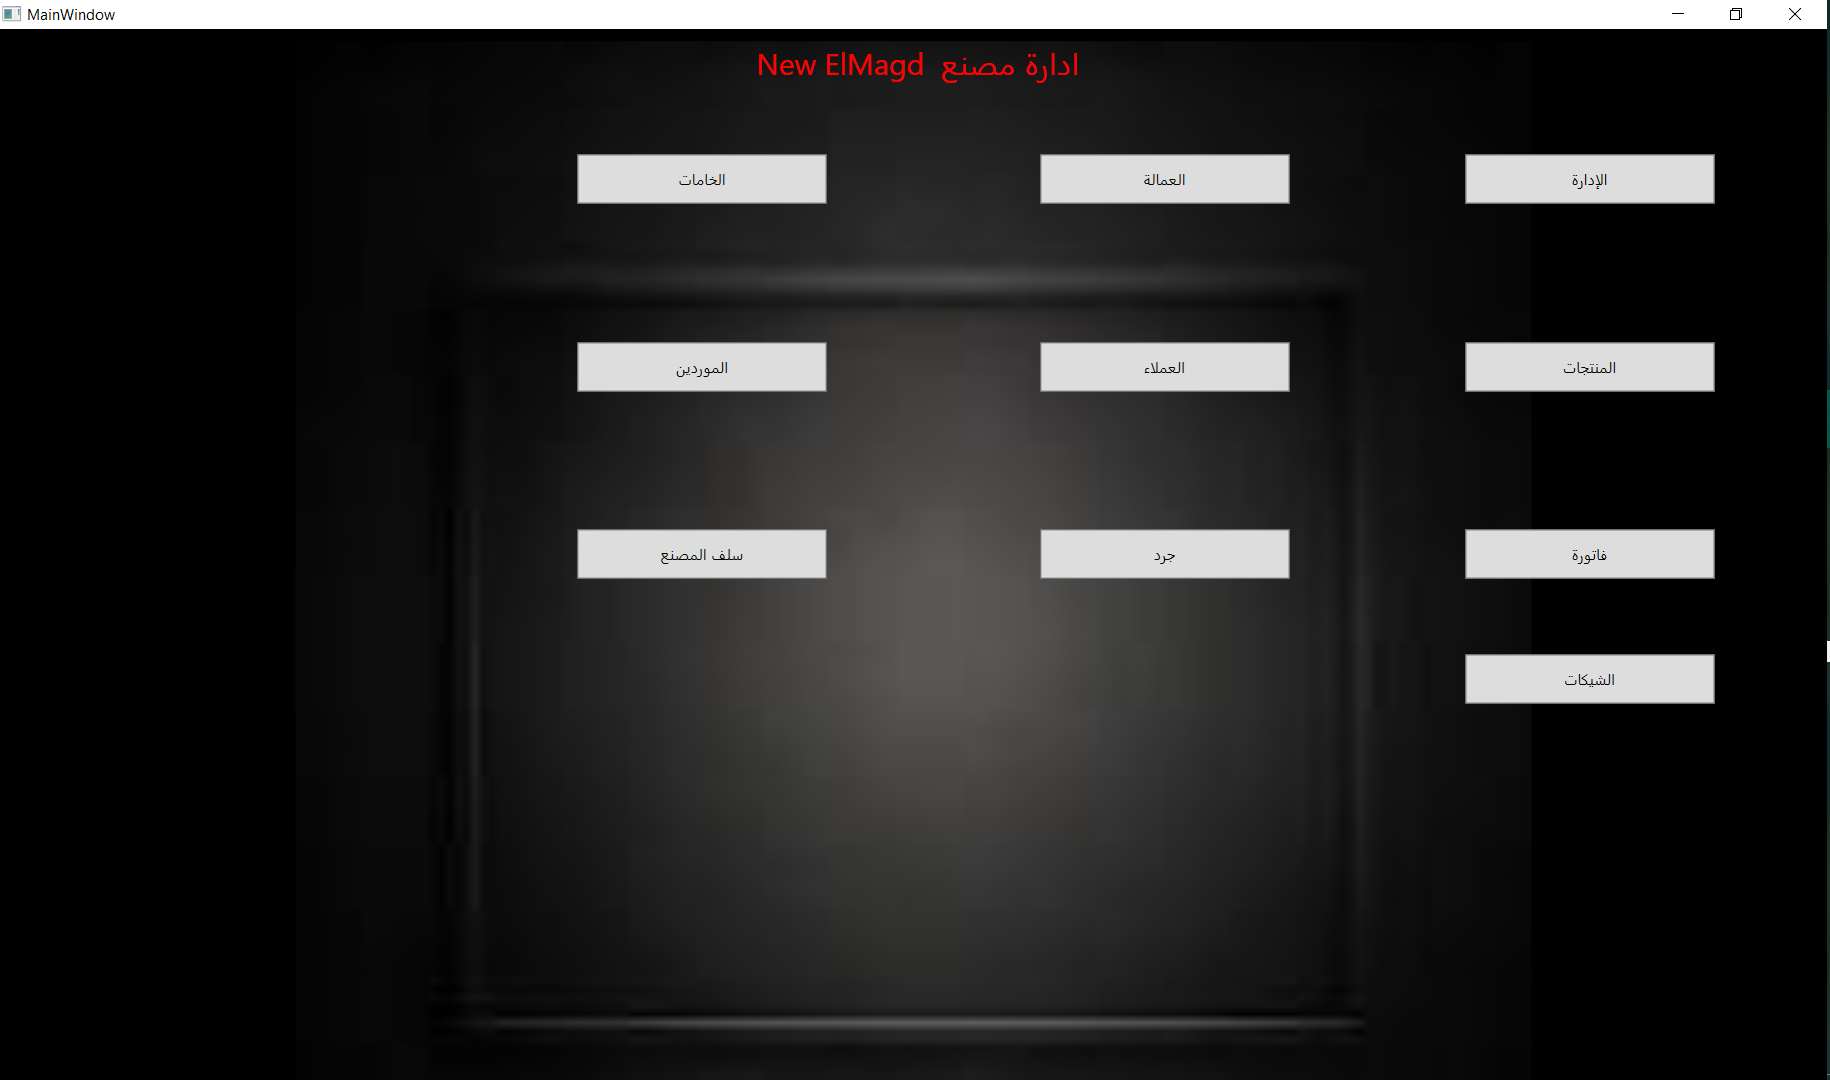 MainWindow
ادارة مصنع New ElMagd
الإدارة
العمالة
الخامات
المنتجات
العملاء
الموردين
فاتورة
جرد
سلف المصنع
الشيكات